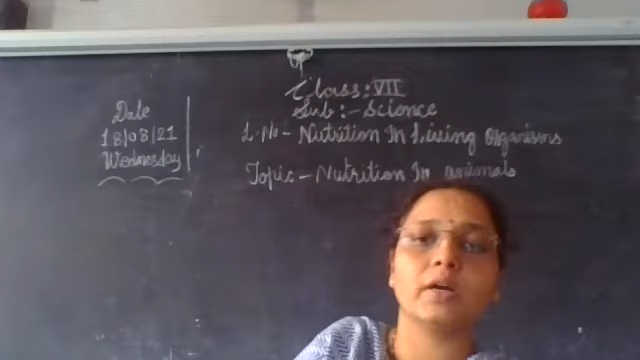 Date
18/08/21
Wednesday
Class: VII
Sub:- Science
L.No- Nutrition In Living Organisms
Topic - Nutrition In animals